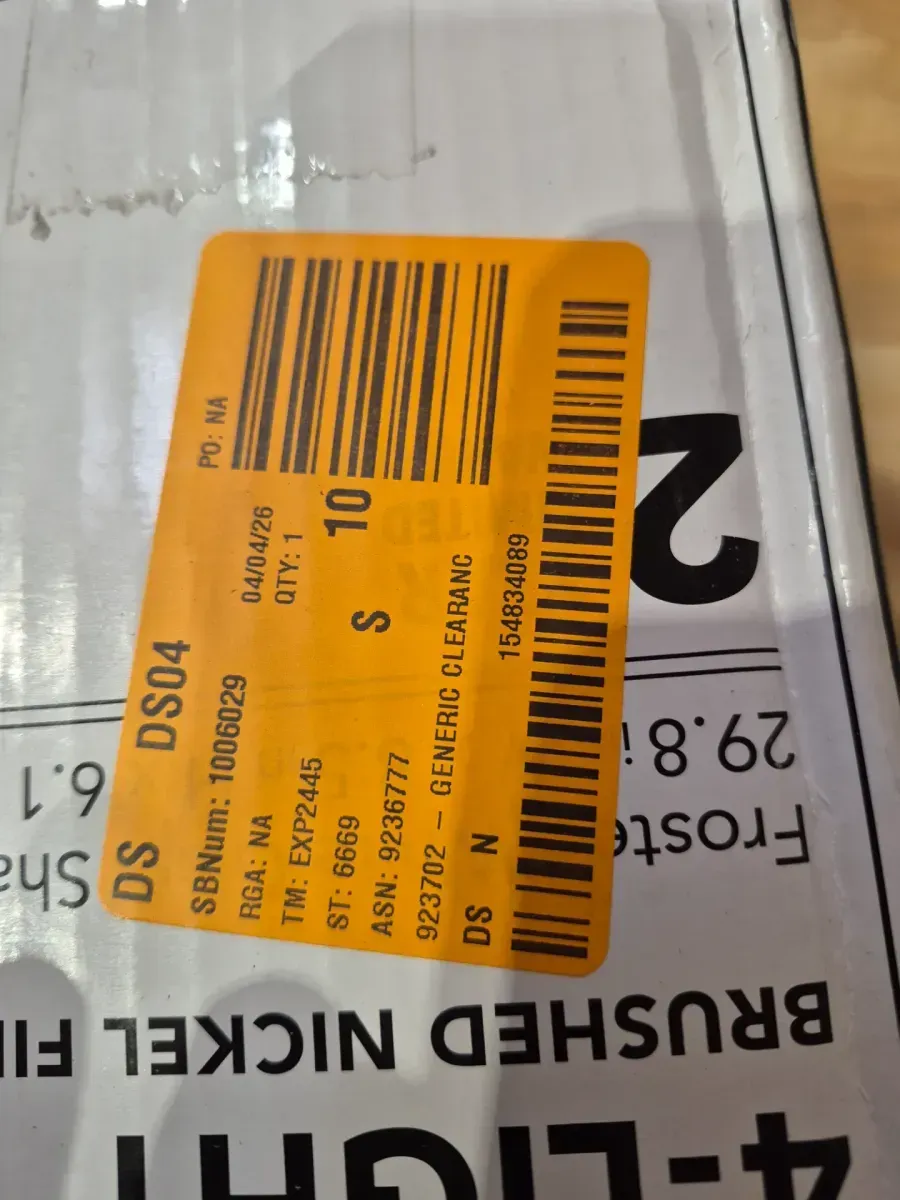 DS DS04
SBNum: 1006029
RGA: NA
04/04/26
PO: NA
TM: EXP2445
QTY: 1
ST: 6669
S 10
ASN: 9236777
923702 - GENERIC CLEARANC
DS N
154834089
4-LIGHT
BRUSHED NICKEL FI
Froste
Sha
29.8 i
6.1
2